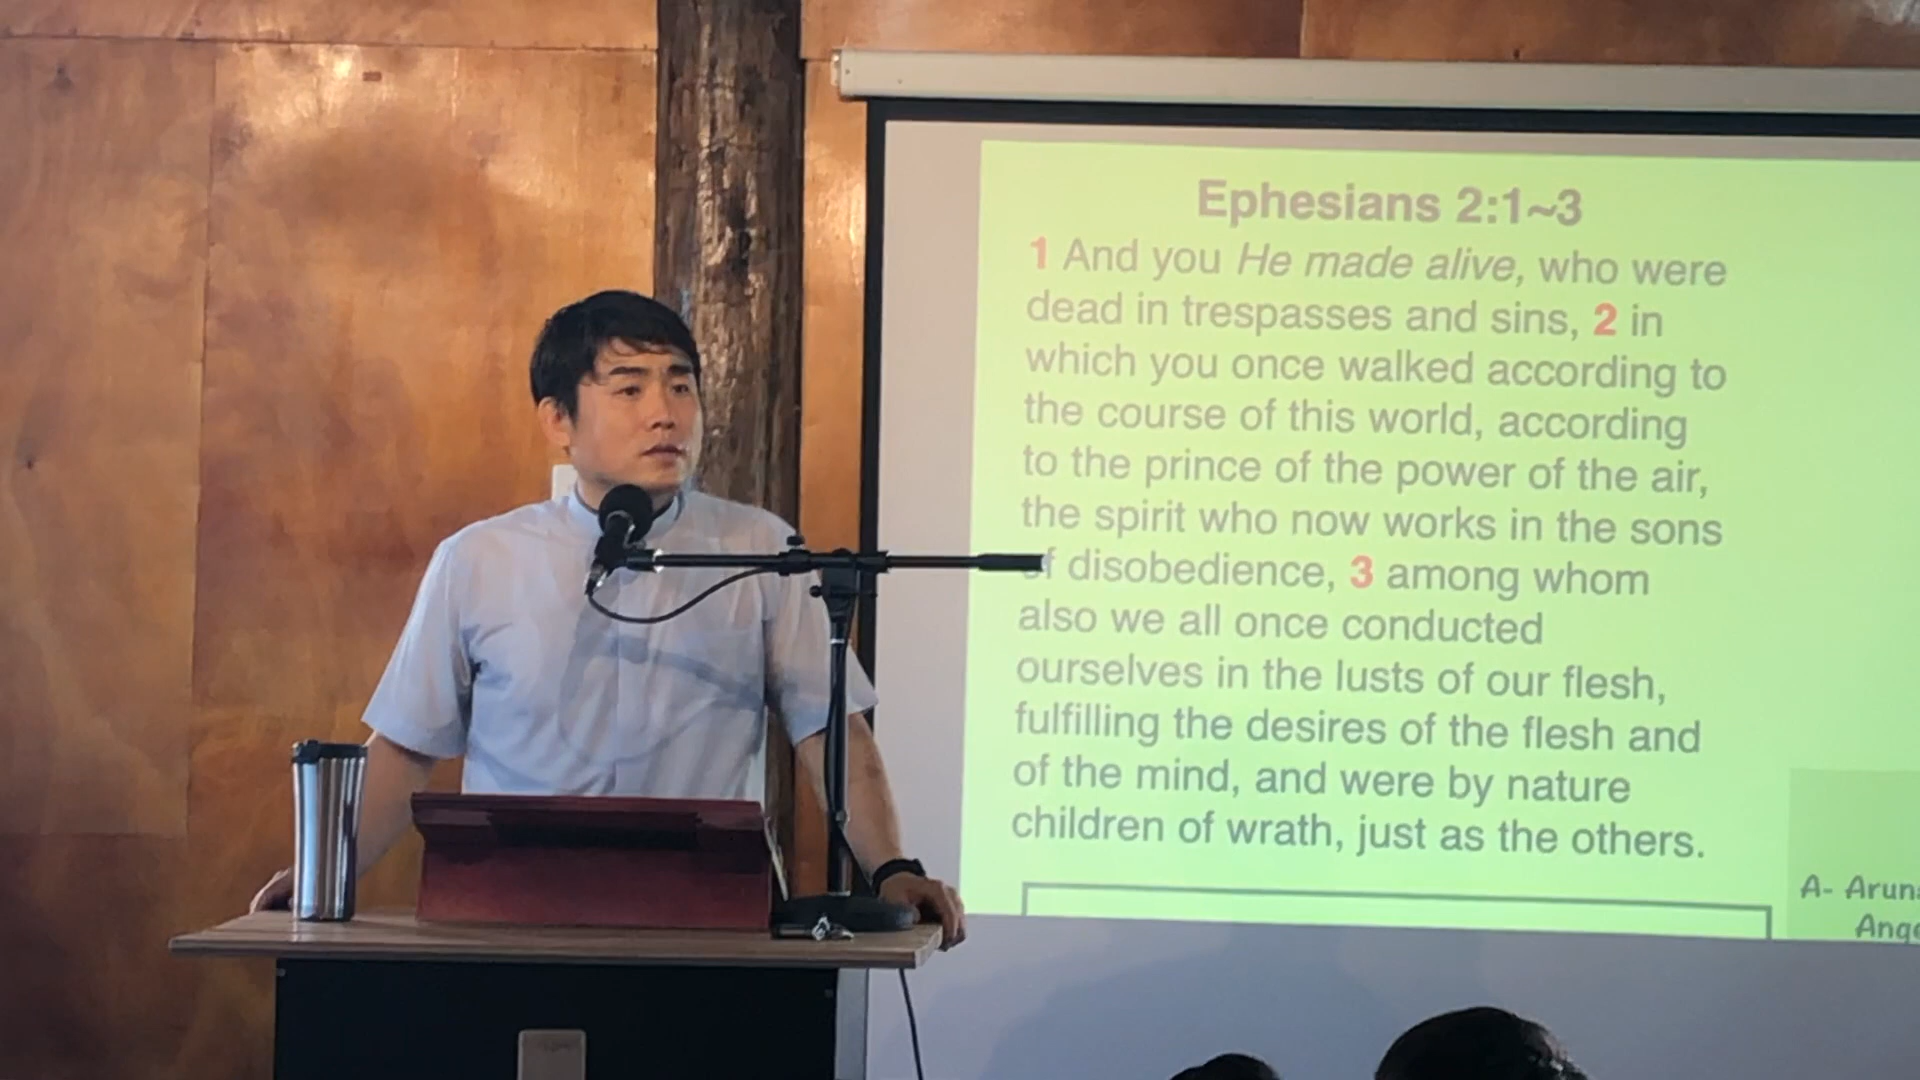 Ephesians 2:1~3
1 And you He made alive, who were
dead in trespasses and sins, 2 in
which you once walked according to
the course of this world, according
to the prince of the power of the air,
the spirit who now works in the sons
of disobedience, 3 among whom
also we all once conducted
ourselves in the lusts of our flesh,
fulfilling the desires of the flesh and
of the mind, and were by nature
children of wrath, just as the others.
A-